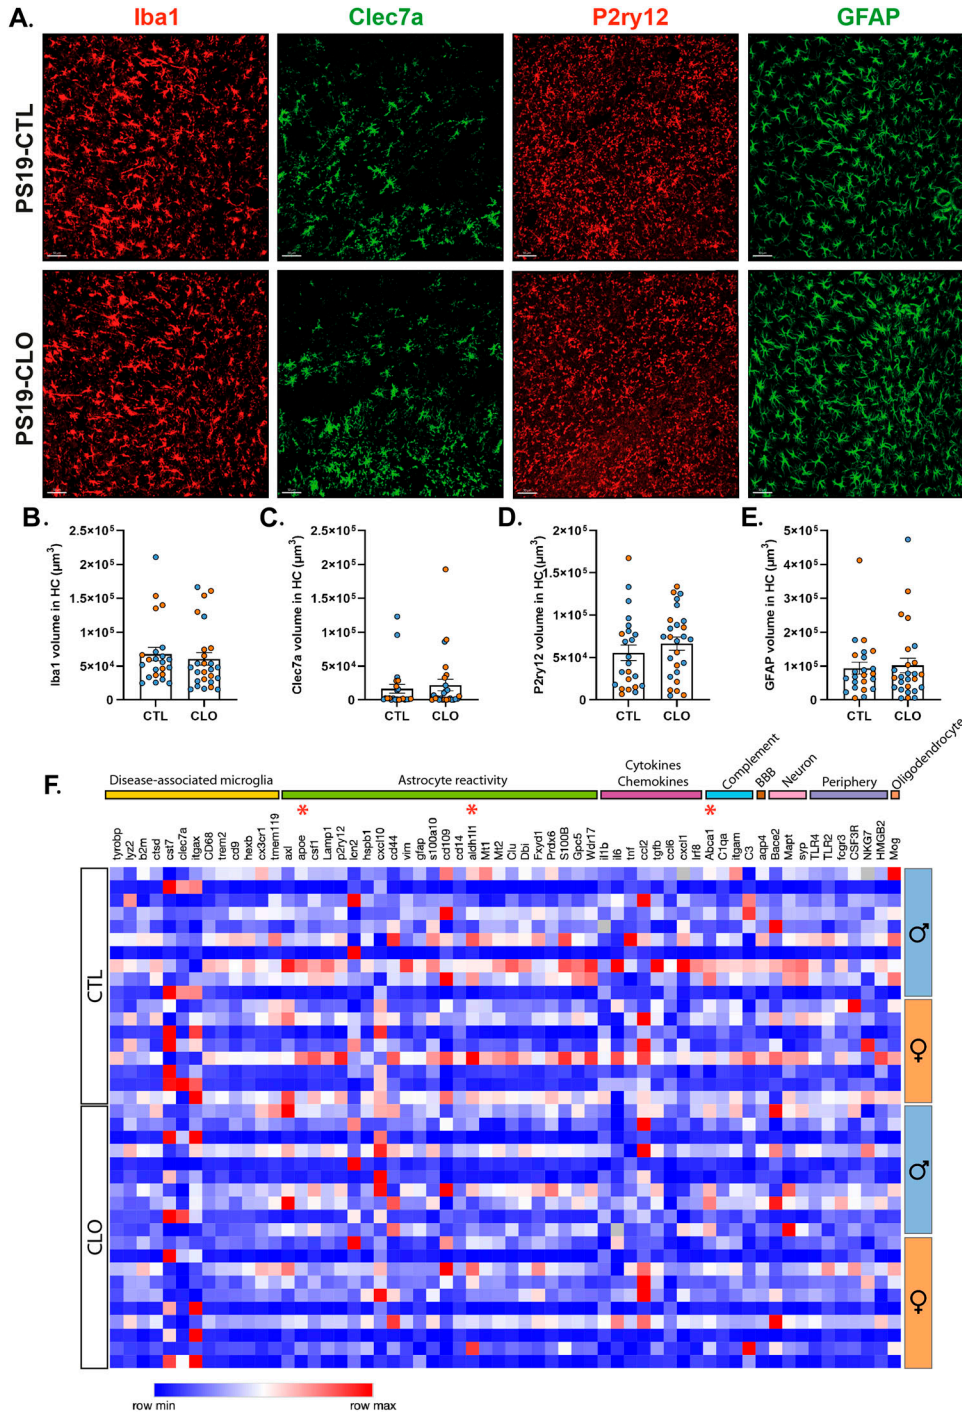 A.
Iba1
Clec7a
P2ry12
GFAP
PS19-CTL
PS19-CLO
B.
Iba1 volume in HC (µm³)
2.5×10⁵
2×10⁵
1.5×10⁵
1×10⁵
5×10⁴
0
CTL
CLO
C.
Clec7a volume in HC (µm³)
2.5×10⁵
2×10⁵
1.5×10⁵
1×10⁵
5×10⁴
0
CTL
CLO
D.
P2ry12 volume in HC (µm³)
2×10⁵
1.5×10⁵
1×10⁵
5×10⁴
0
CTL
CLO
E.
GFAP volume in HC (µm³)
5×10⁵
4×10⁵
3×10⁵
2×10⁵
1×10⁵
0
CTL
CLO
F.
Disease-associated microglia
Astrocyte reactivity
Cytokines
Chemokines
Complement
BBB
Neuron
Periphery
Oligodendrocyte
*
*
*
tyrobp
lyz2
b2m
ctsd
cst7
clec7a
itgax
CD68
trem2
cd9
hexb
cx3cr1
tmem119
axl
apoe
csf1
Lamp1
p2ry12
lcn2
hspb1
cxcl10
cd44
vim
gfap
s100a10
cd109
cd14
aldh1l1
Mt1
Mt2
Clu
Dbi
Fxyd1
Prdx6
S100B
Gpc5
Wdr17
il1b
il6
tnf
ccl2
tgfb
ccl6
cxcl1
Irf8
Abca1
C1qa
itgam
C3
aqp4
Bace2
Mapt
syp
TLR4
TLR2
fcgr3
CSF3R
NKG7
HMGB2
Mog
CTL
♂
♀
CLO
♂
♀
row min
row max